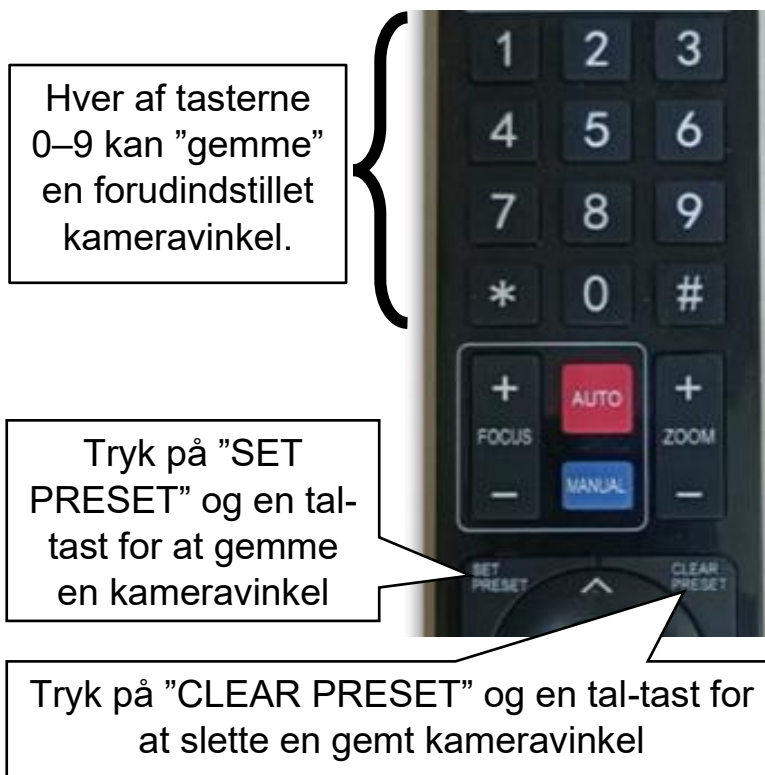 Hver af tasterne
0–9 kan ”gemme”
en forudindstillet
kameravinkel.
1 2 3
4 5 6
7 8 9
* 0 #
+ AUTO +
FOCUS ZOOM
– MANUAL –
Tryk på ”SET
PRESET” og en tal-
tast for at gemme
en kameravinkel
SET CLEAR
PRESET PRESET
Tryk på ”CLEAR PRESET” og en tal-tast for
at slette en gemt kameravinkel